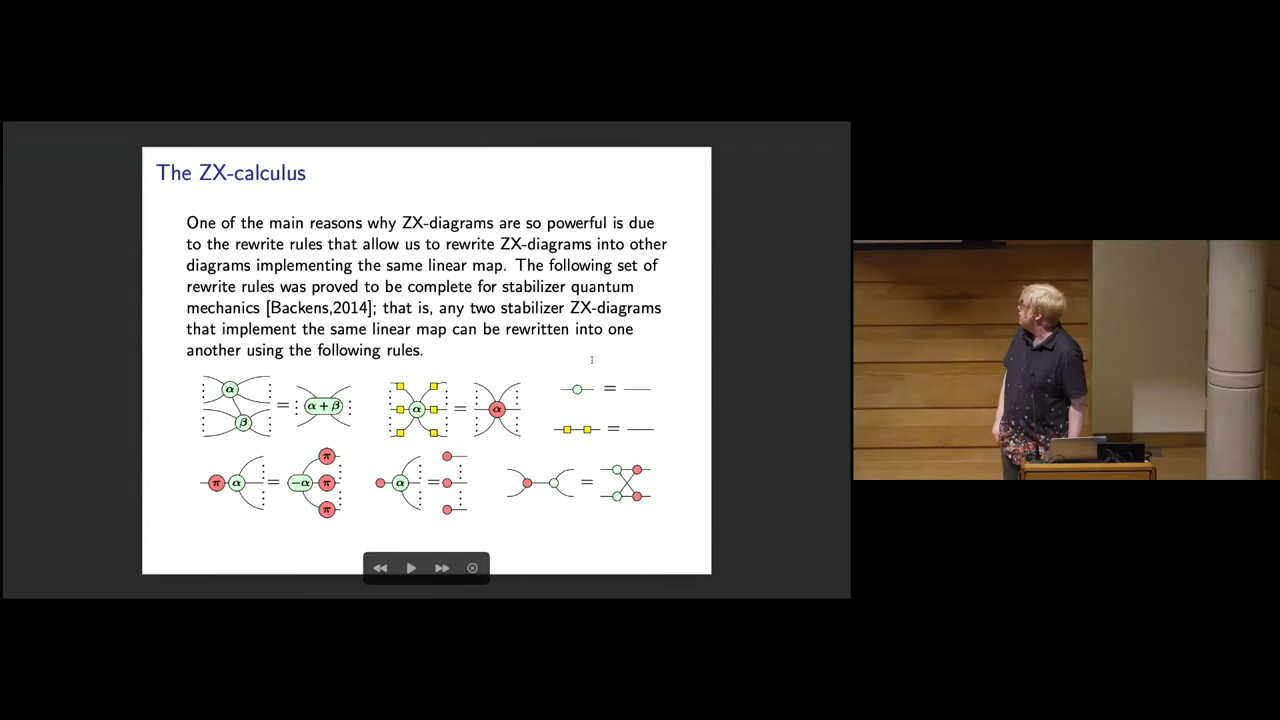 The ZX-calculus
One of the main reasons why ZX-diagrams are so powerful is due
to the rewrite rules that allow us to rewrite ZX-diagrams into other
diagrams implementing the same linear map. The following set of
rewrite rules was proved to be complete for stabilizer quantum
mechanics [Backens,2014]; that is, any two stabilizer ZX-diagrams
that implement the same linear map can be rewritten into one
another using the following rules.
α
β
=
α + β
α
=
α
=
=
π
α
=
−α
π
π
π
α
=
=